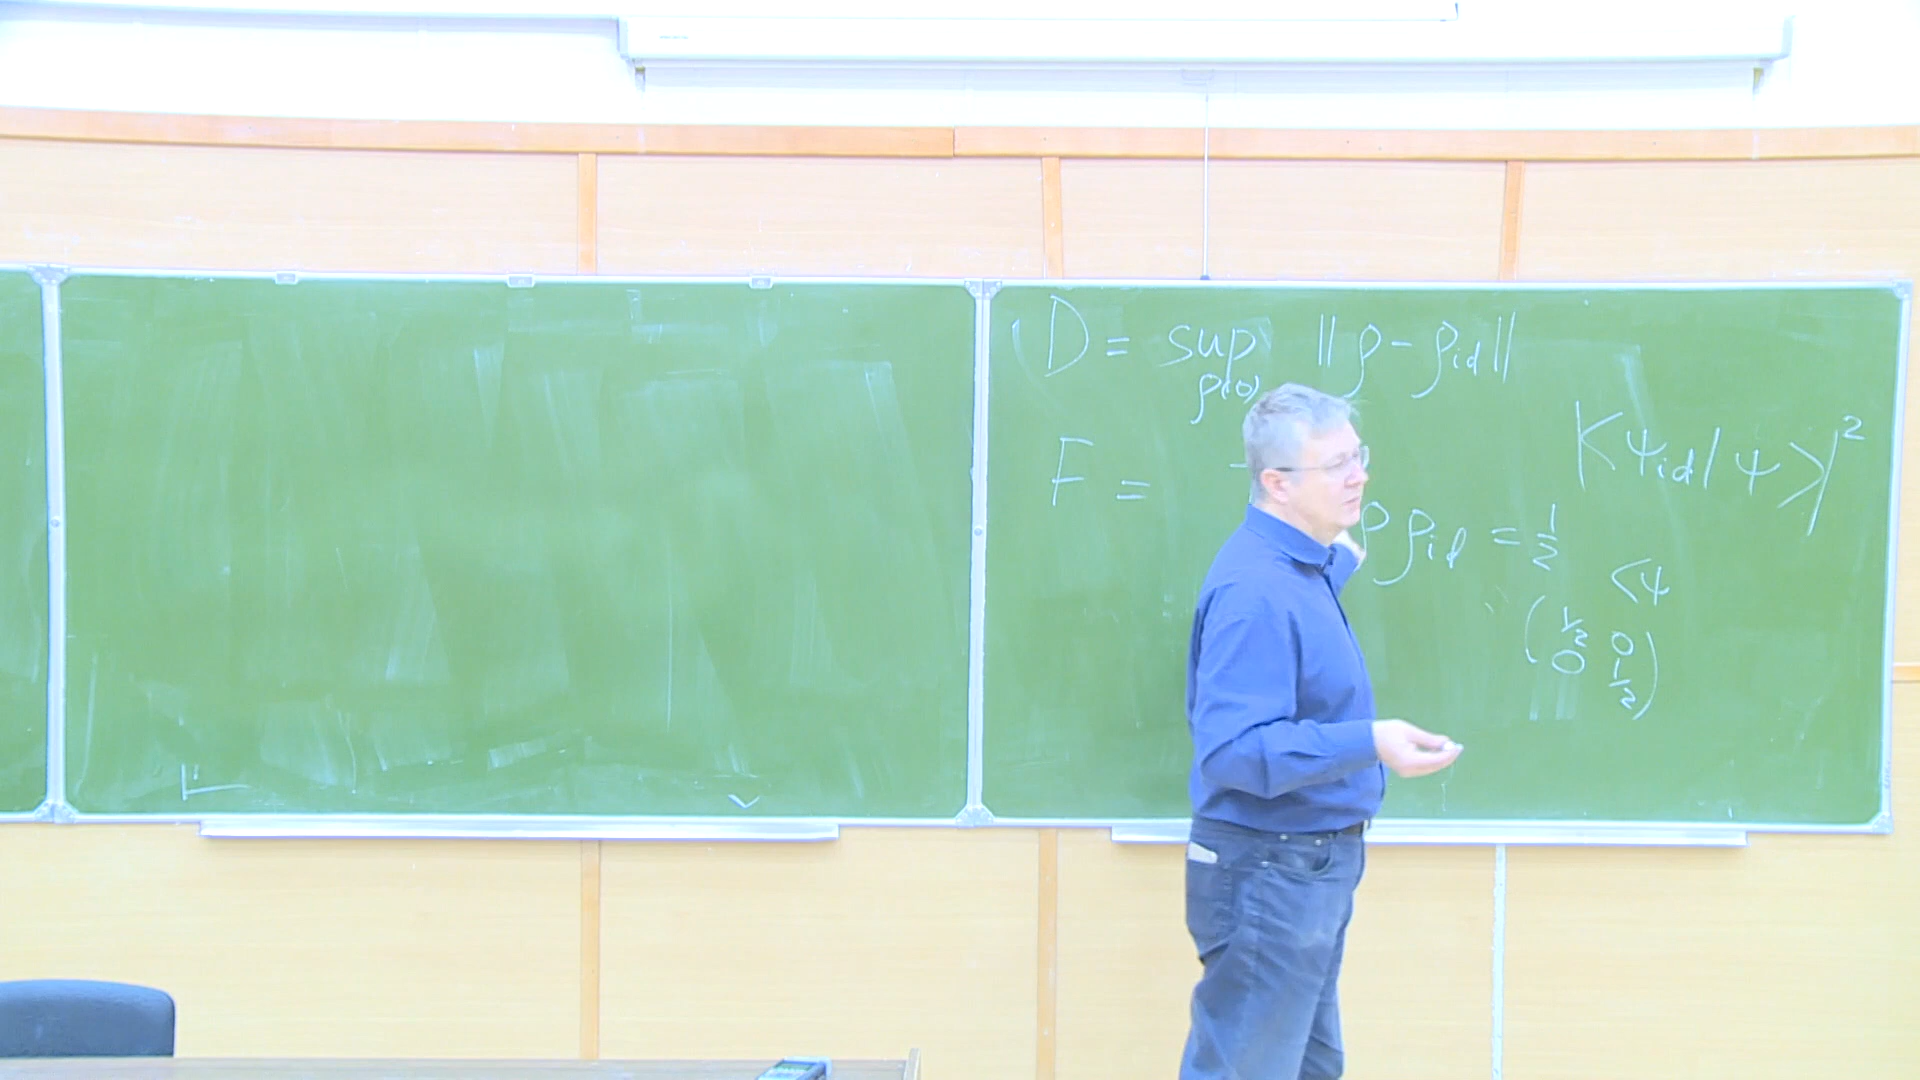 D = sup ‖ρ - ρ_id‖
ρ(0)
|<ψ_id|ψ>|²
F =
ρ ρ_id = 1/2
<ψ
( 1/2 0
0 1/2 )